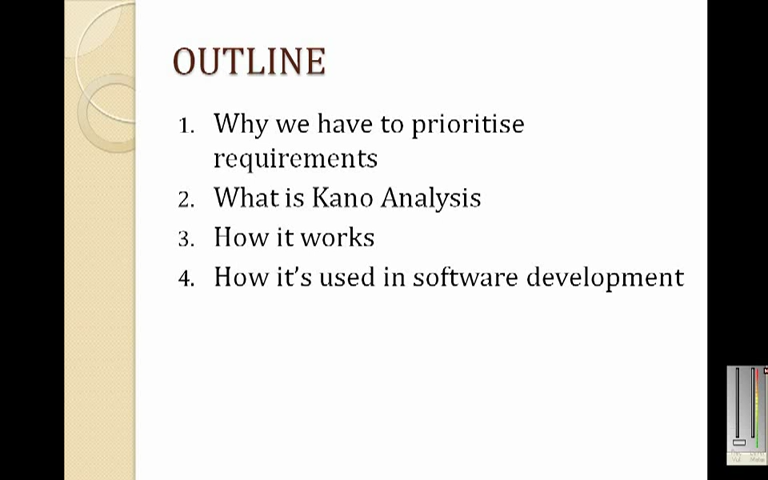 OUTLINE
1. Why we have to prioritise
requirements
2. What is Kano Analysis
3. How it works
4. How it’s used in software development